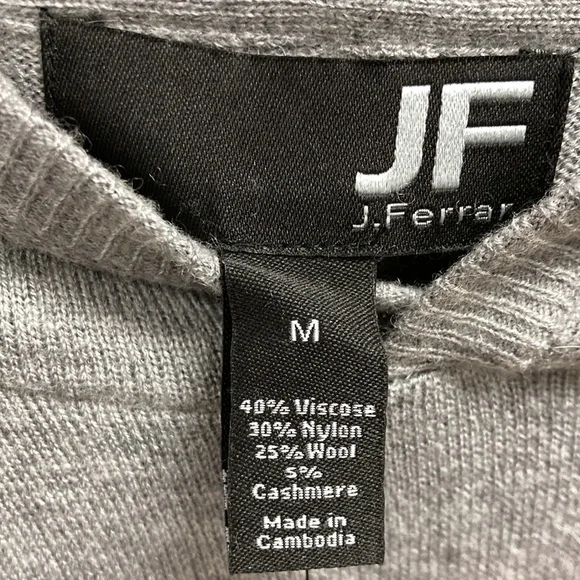 JF
J.Ferrar
M
40% Viscose
30% Nylon
25% Wool
5%
Cashmere
Made in
Cambodia